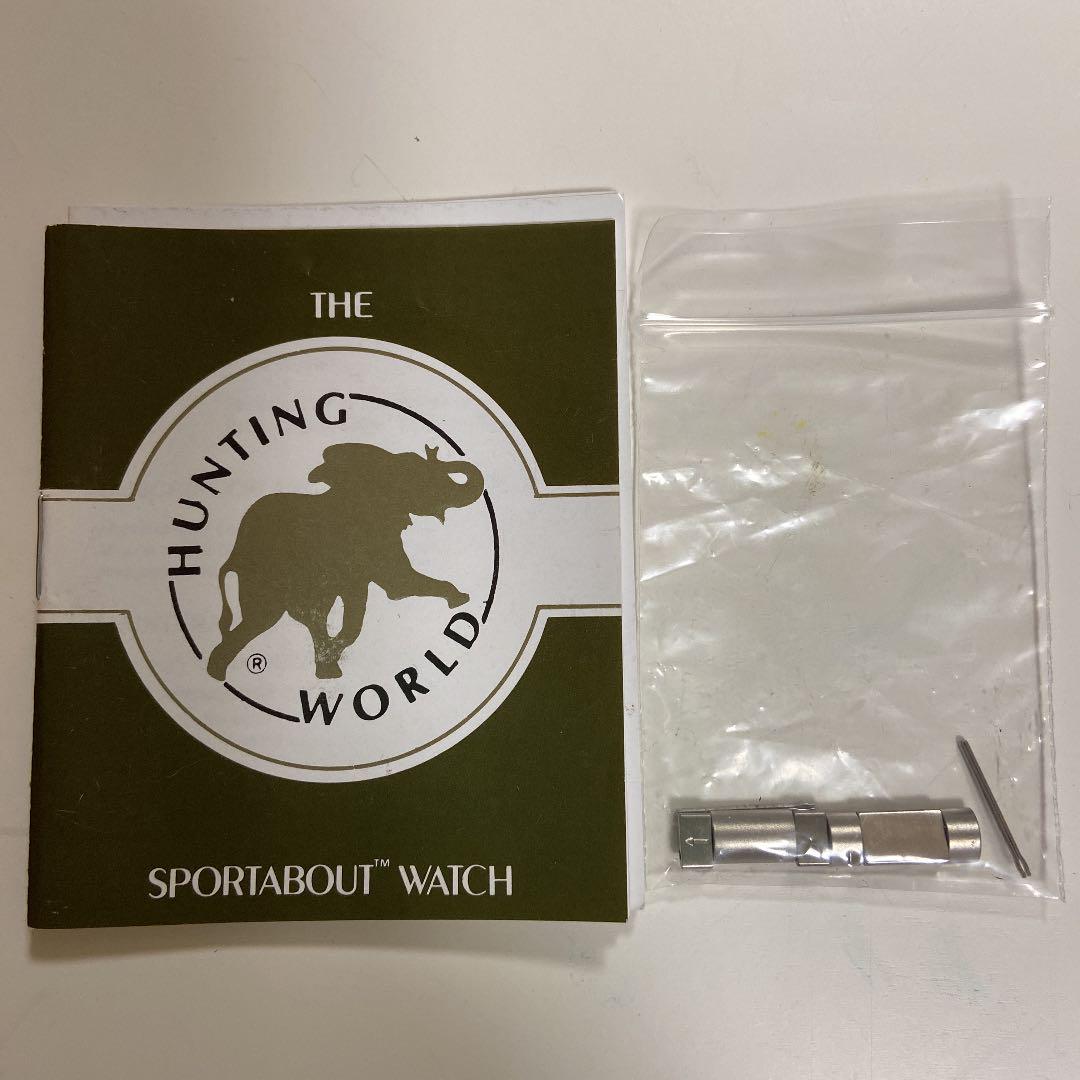 THE
HUNTING
WORLD
®
SPORTABOUT™ WATCH